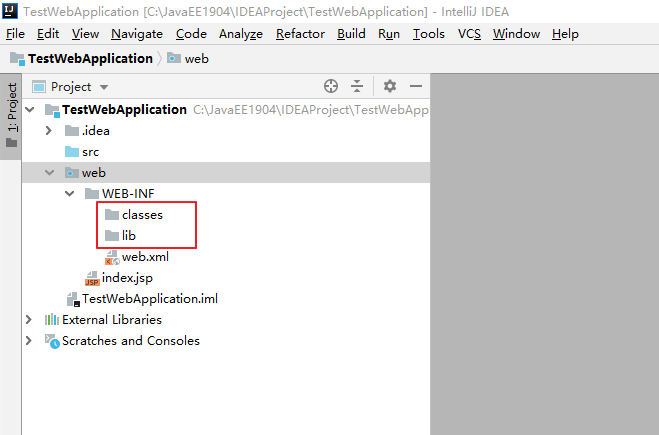 TestWebApplication [C:\JavaEE1904\IDEAProject\TestWebApplication] - IntelliJ IDEA
File Edit View Navigate Code Analyze Refactor Build Run Tools VCS Window Help
TestWebApplication web
Project
1: Project
TestWebApplication C:\JavaEE1904\IDEAProject\TestWebApp
.idea
src
web
WEB-INF
classes
lib
web.xml
index.jsp
TestWebApplication.iml
External Libraries
Scratches and Consoles